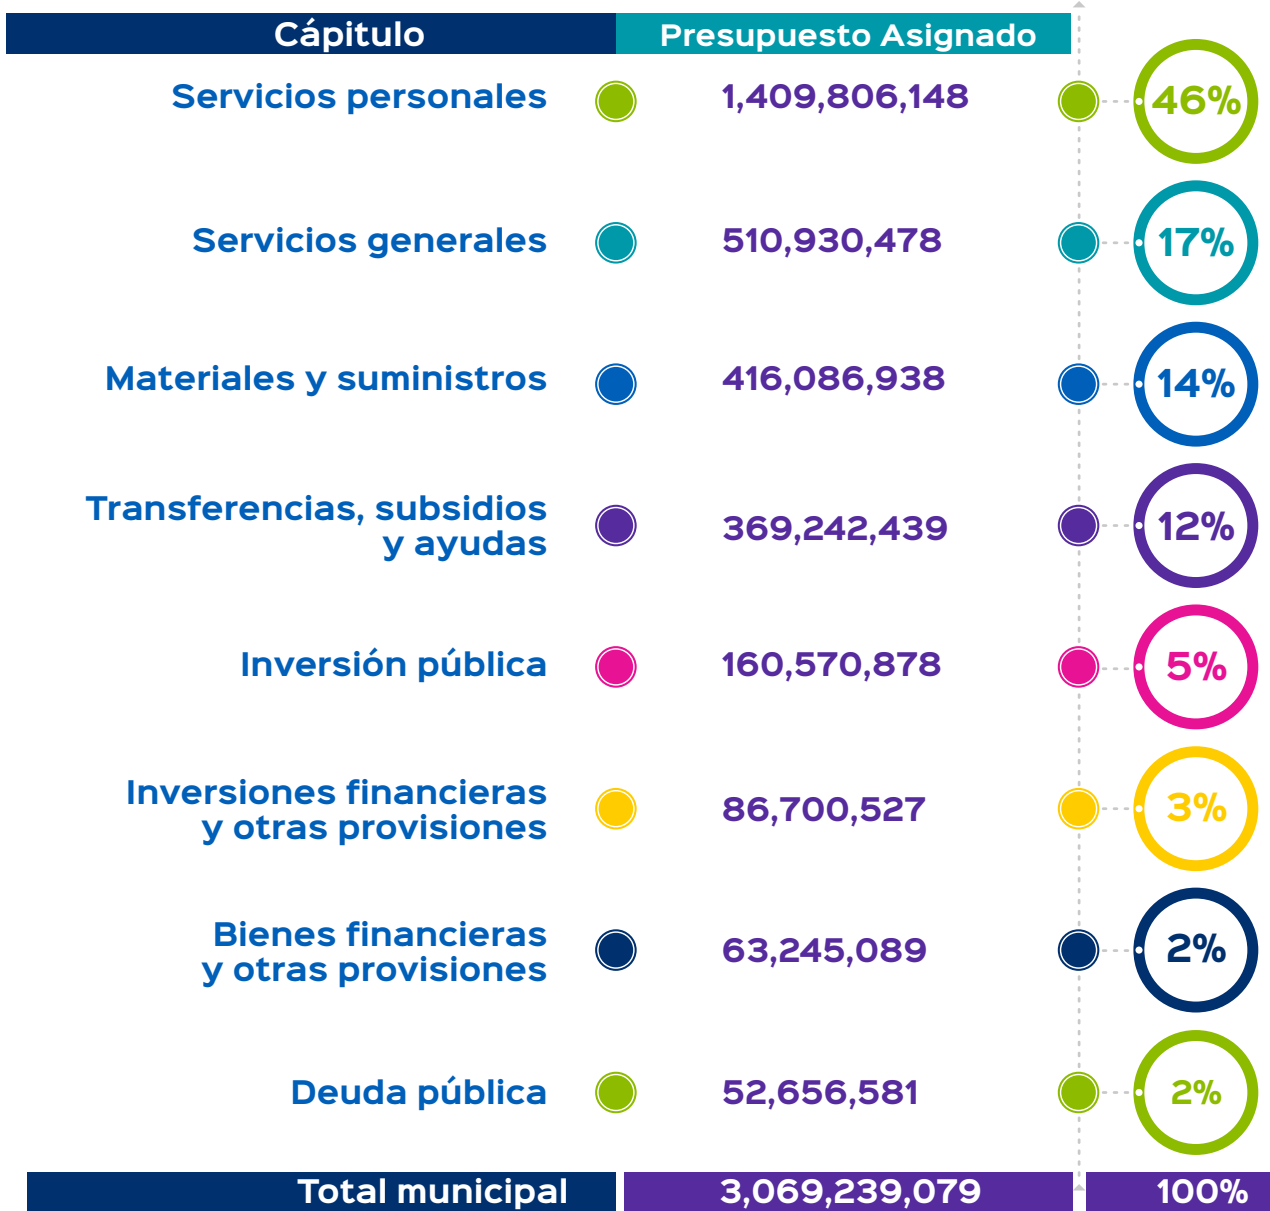 Cápitulo Presupuesto Asignado
Servicios personales 1,409,806,148 46%
Servicios generales 510,930,478 17%
Materiales y suministros 416,086,938 14%
Transferencias, subsidios
y ayudas 369,242,439 12%
Inversión pública 160,570,878 5%
Inversiones financieras
y otras provisiones 86,700,527 3%
Bienes financieras
y otras provisiones 63,245,089 2%
Deuda pública 52,656,581 2%
Total municipal 3,069,239,079 100%